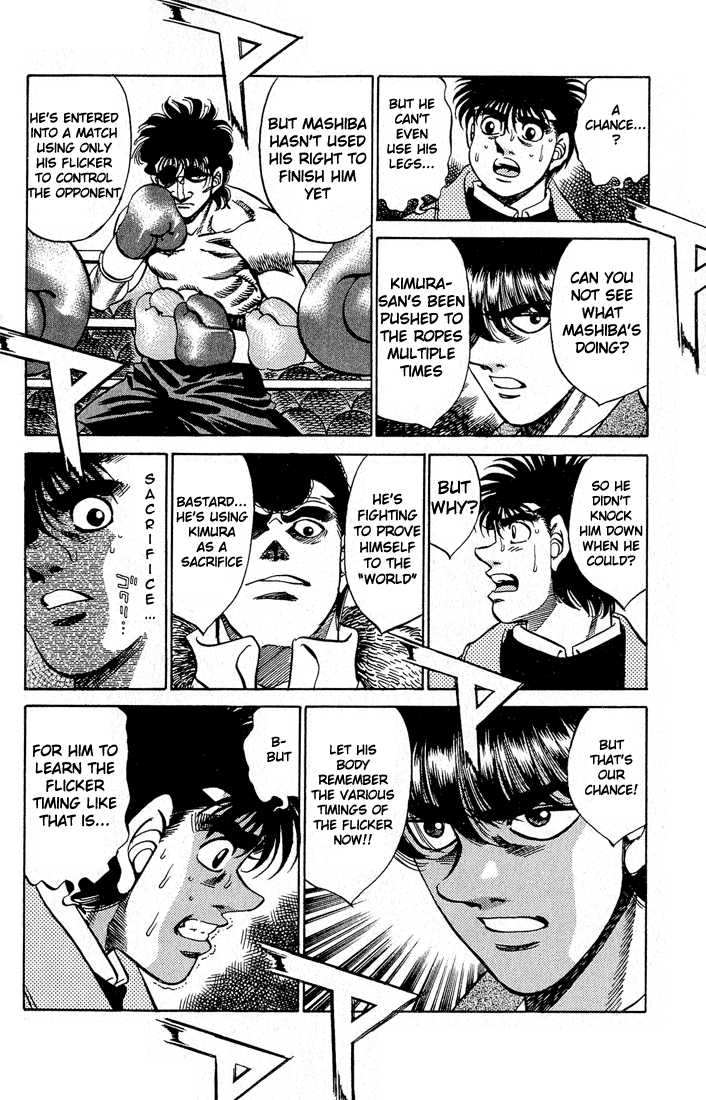 A
CHANCE...
?
BUT HE
CAN'T
EVEN
USE HIS
LEGS...
BUT MASHIBA
HASN'T USED
HIS RIGHT TO
FINISH HIM
YET
HE'S ENTERED
INTO A MATCH
USING ONLY
HIS FLICKER
TO CONTROL
THE OPPONENT
CAN YOU
NOT SEE
WHAT
MASHIBA'S
DOING?
KIMURA-
SAN'S BEEN
PUSHED TO
THE ROPES
MULTIPLE
TIMES
SO HE
DIDN'T
KNOCK
HIM DOWN
WHEN HE
COULD?
BUT
WHY?
HE'S
FIGHTING
TO PROVE
HIMSELF
TO THE
"WORLD"
BASTARD...
HE'S USING
KIMURA
AS A
SACRIFICE
SACRIFICE...
BUT
THAT'S
OUR
CHANCE!
LET HIS
BODY
REMEMBER
THE VARIOUS
TIMINGS OF
THE FLICKER
NOW!!
B-
BUT
FOR HIM TO
LEARN THE
FLICKER
TIMING LIKE
THAT IS...